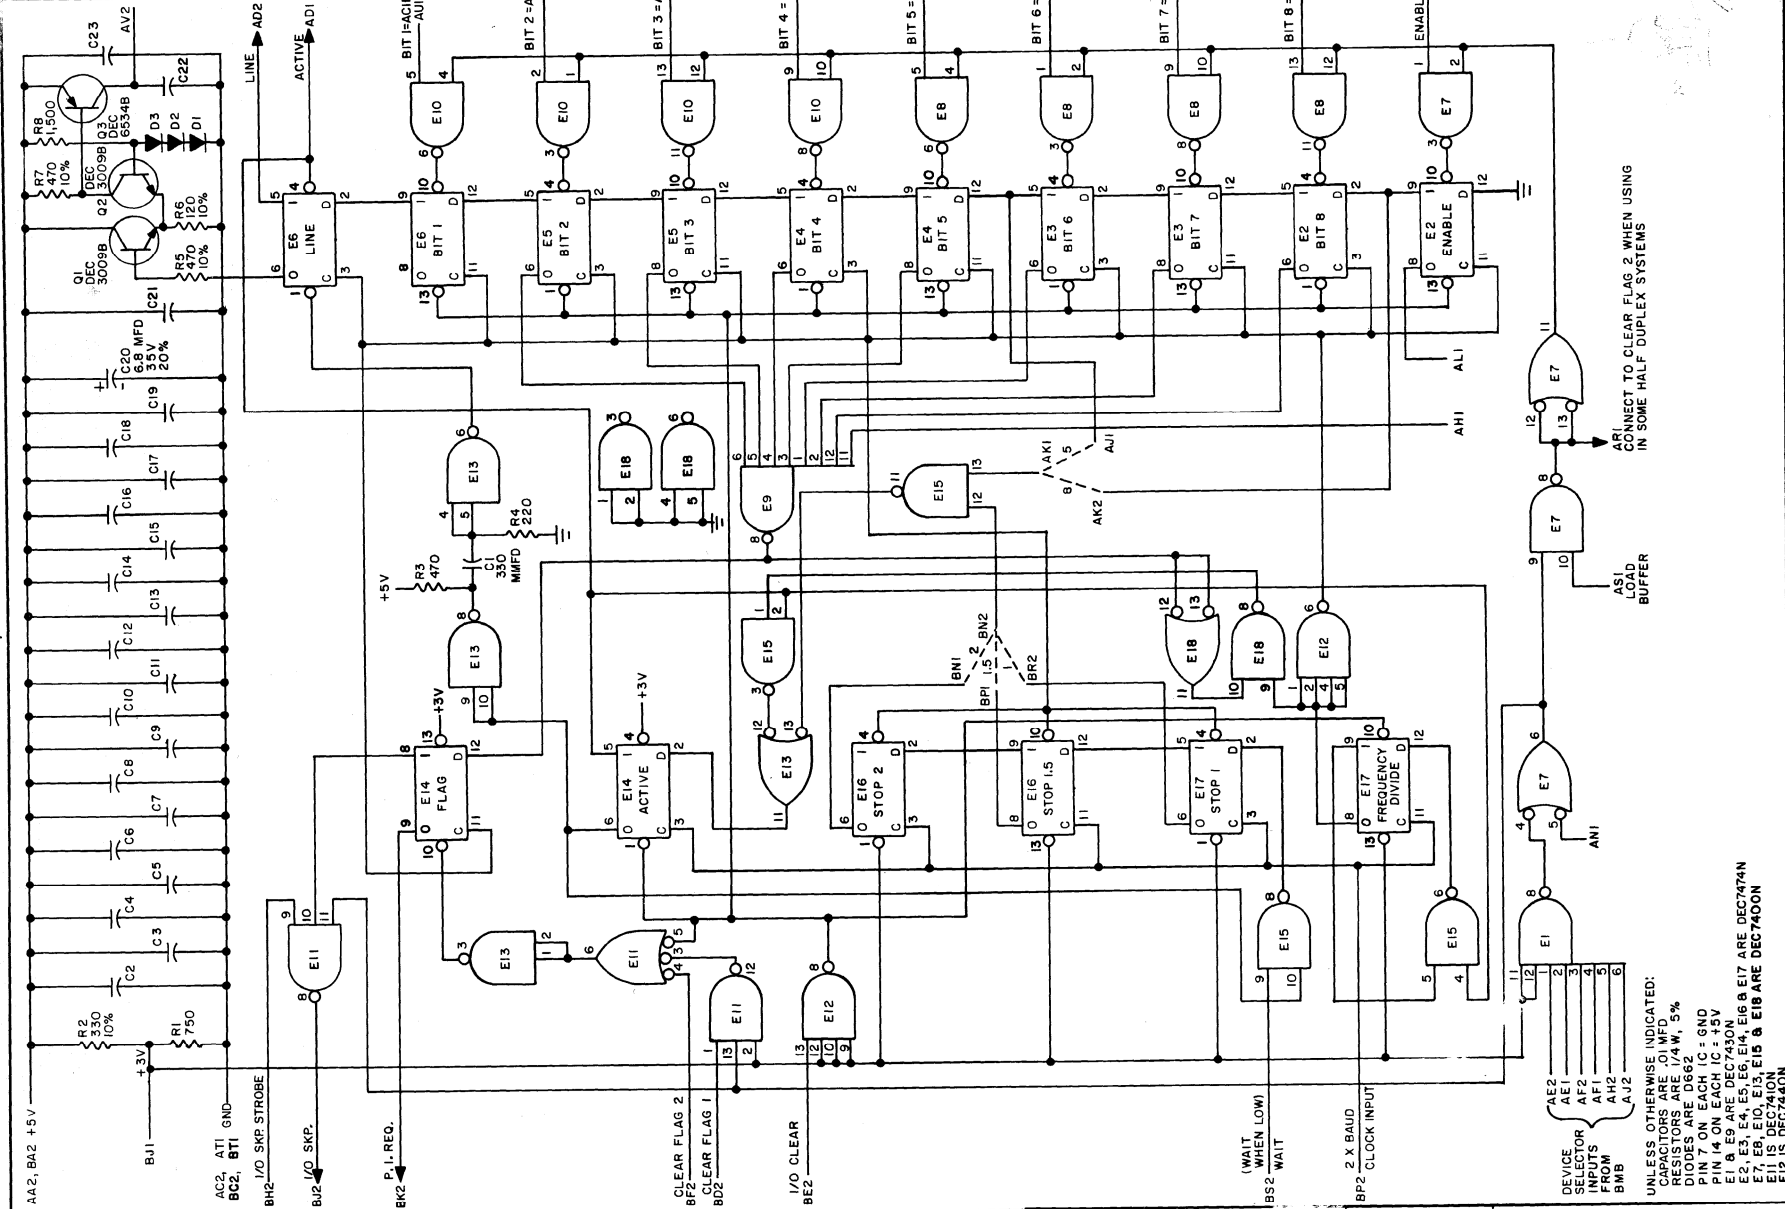 AA2, BA2 +5V
BJ1
+3V
AC2, AT1 GND
BC2, BT1
R2
330
10%
R1
750
C2
C3
C4
C5
C6
C7
C8
C9
C10
C11
C12
C13
C14
C15
C16
C17
C18
C19
C20
6.8 MFD
35V
20%
C21
Q1
DEC
3009B
R5
470
10%
R6
120
10%
Q2
DEC
3009B
R7
470
10%
R8
1,500
Q3
DEC
6534B
D3
D2
D1
C23
C22
AV2
LINE
AD2
ACTIVE
AD1
BIT 2
BIT 3
BIT 4 =
BIT 5 =
BIT 6 =
BIT 7 =
BIT 8 =
E10
E10
E10
E10
E8
E8
E8
E8
E7
E6
LINE
E6
BIT 1
E5
BIT 2
E5
BIT 3
E4
BIT 4
E4
BIT 5
E3
BIT 6
E3
BIT 7
E2
BIT 8
E2
ENABLE
AL1
AH1
AJ1
AK1
AK2
5
8
E13
R4
220
C1
330
MMFD
R3
470
+5V
E13
E18
E18
E9
E15
E15
E13
BN1
BN2
BP1
BR2
2
1.5
1
E18
E18
E12
E14
FLAG
+3V
E14
ACTIVE
+3V
E16
STOP 2
E16
STOP 1.5
E17
STOP 1
E17
FREQUENCY
DIVIDE
E11
E13
E11
E11
E12
E15
E15
E1
E7
E7
E7
AN1
AS1
LOAD
BUFFER
AR1
CONNECT TO CLEAR FLAG 2 WHEN USING
IN SOME HALF DUPLEX SYSTEMS
BH2 I/O SKP. STROBE
BJ2 I/O SKP.
BK2 P.I. REQ.
CLEAR FLAG 2
BF2
CLEAR FLAG 1
BD2
I/O CLEAR
BE2
(WAIT
WHEN LOW)
BS2 WAIT
2 X BAUD
BP2 CLOCK INPUT
DEVICE
SELECTOR
INPUTS
FROM
BMB
AE2
AE1
AF2
AF1
AH2
AJ2
UNLESS OTHERWISE INDICATED:
CAPACITORS ARE .01 MFD
RESISTORS ARE 1/4 W, 5%
DIODES ARE D662
PIN 7 ON EACH IC = GND
PIN 14 ON EACH IC = +5V
E1 & E9 ARE DEC7430N
E2, E3, E4, E5, E6, E14, E16 & E17 ARE DEC7474N
E7, E8, E10, E13, E15 & E18 ARE DEC7400N
E11 IS DEC7410N
E12 IS DEC7440N